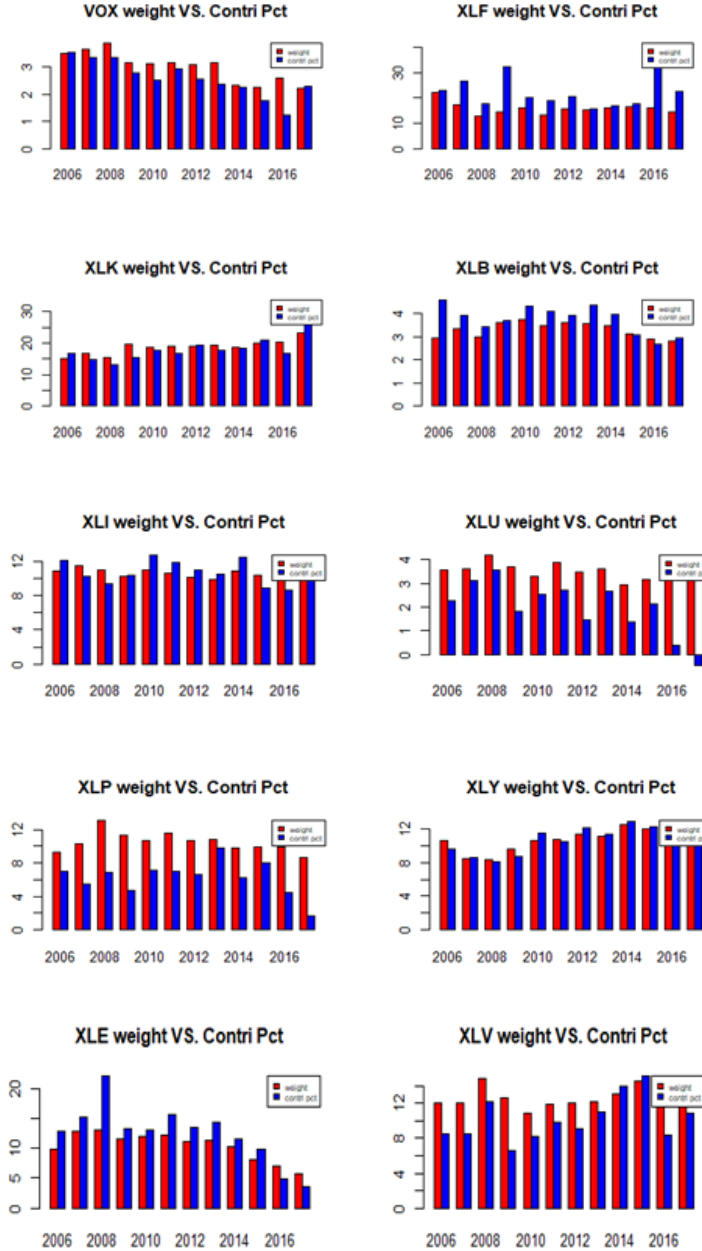 VOX weight VS. Contri Pct
weight
contri pct
3
2
1
0
2006 2008 2010 2012 2014 2016
XLF weight VS. Contri Pct
weight
contri pct
30
10
0
2006 2008 2010 2012 2014 2016
XLK weight VS. Contri Pct
weight
contri pct
30
20
10
0
2006 2008 2010 2012 2014 2016
XLB weight VS. Contri Pct
weight
contri pct
4
3
2
1
0
2006 2008 2010 2012 2014 2016
XLI weight VS. Contri Pct
weight
contri pct
12
8
4
0
2006 2008 2010 2012 2014 2016
XLU weight VS. Contri Pct
weight
contri p
4
3
2
1
0
2006 2008 2010 2012 2014 2016
XLP weight VS. Contri Pct
weight
contri pct
12
8
4
0
2006 2008 2010 2012 2014 2016
XLY weight VS. Contri Pct
weight
contri pct
12
8
4
0
2006 2008 2010 2012 2014 2016
XLE weight VS. Contri Pct
weight
contri pct
20
10
5
0
2006 2008 2010 2012 2014 2016
XLV weight VS. Contri Pct
weight
contri pct
12
8
4
0
2006 2008 2010 2012 2014 2016